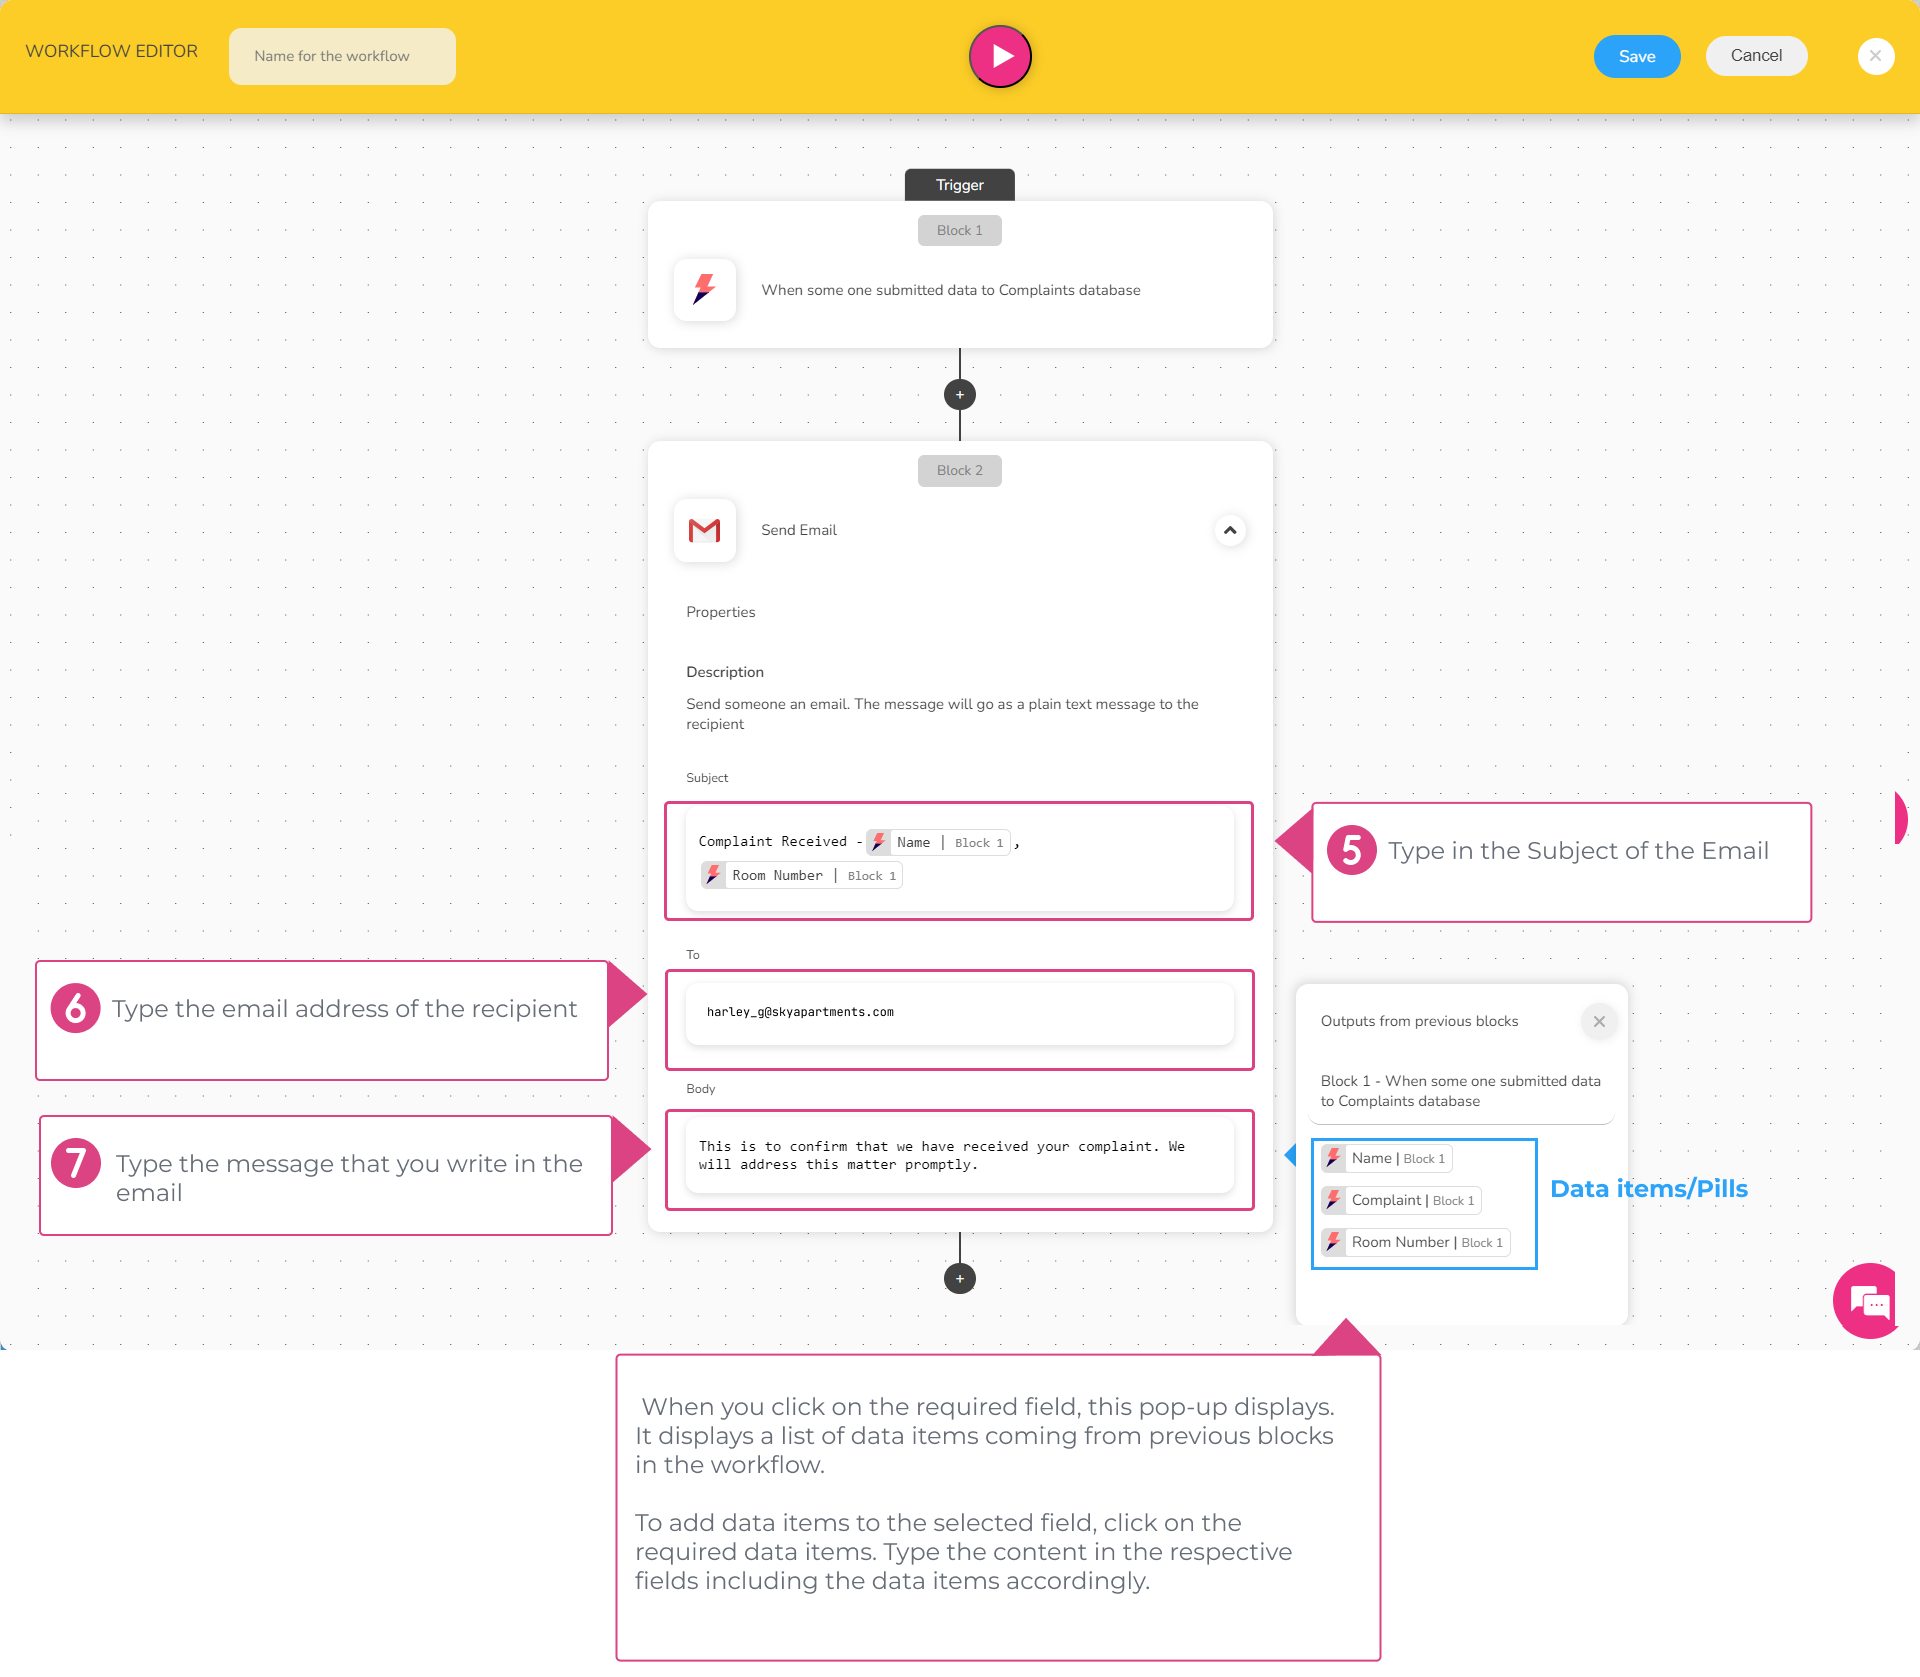 WORKFLOW EDITOR
Name for the workflow
Save
Cancel
Trigger
Block 1
When some one submitted data to Complaints database
+
Block 2
Send Email
Properties
Description
Send someone an email. The message will go as a plain text message to the
recipient
Subject
Complaint Received - Name | Block 1 ,
Room Number | Block 1
5 Type in the Subject of the Email
To
harley_g@skyapartments.com
6 Type the email address of the recipient
Outputs from previous blocks
Block 1 - When some one submitted data
to Complaints database
Body
This is to confirm that we have received your complaint. We
will address this matter promptly.
7 Type the message that you write in the
email
Name | Block 1
Complaint | Block 1
Room Number | Block 1
Data items/Pills
+
When you click on the required field, this pop-up displays.
It displays a list of data items coming from previous blocks
in the workflow.
To add data items to the selected field, click on the
required data items. Type the content in the respective
fields including the data items accordingly.